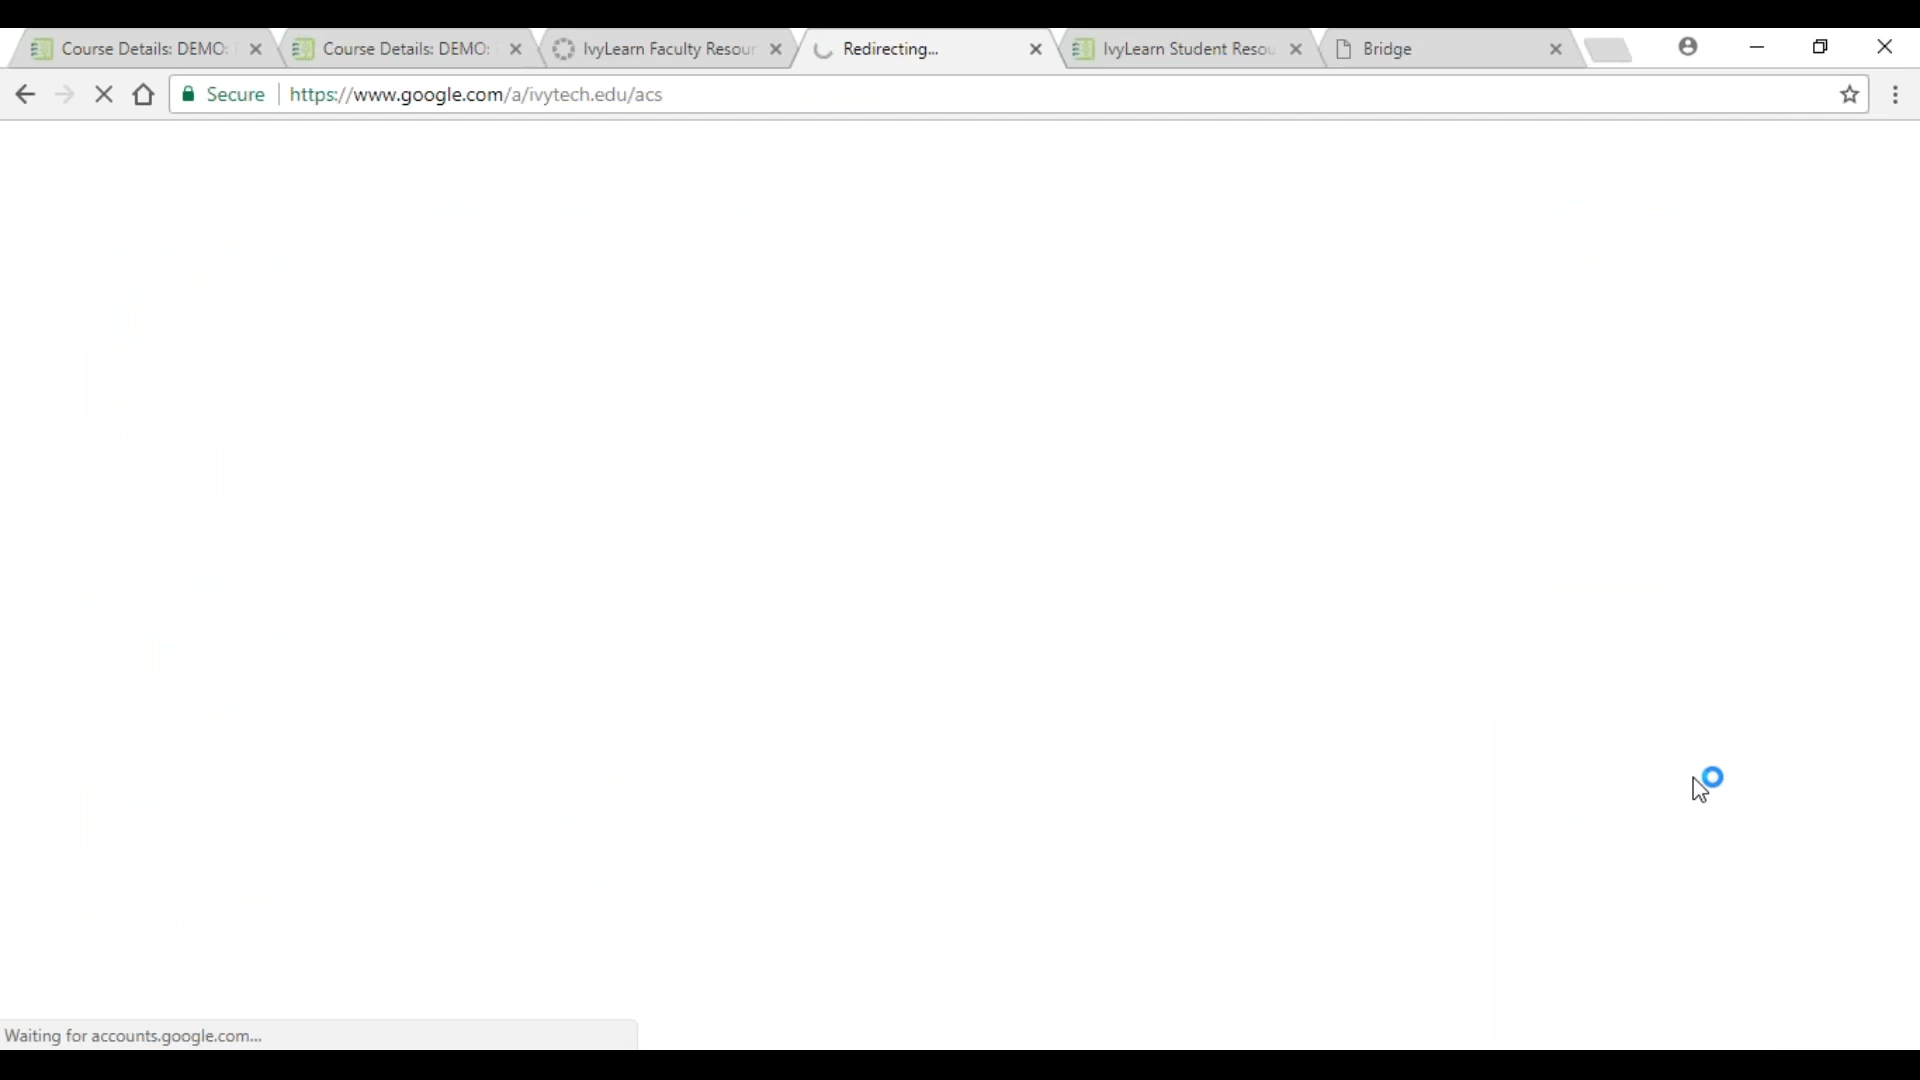 Course Details: DEMO:
Course Details: DEMO:
IvyLearn Faculty Resour
Redirecting...
IvyLearn Student Resou
Bridge
Secure
https://www.google.com/a/ivytech.edu/acs
Waiting for accounts.google.com...